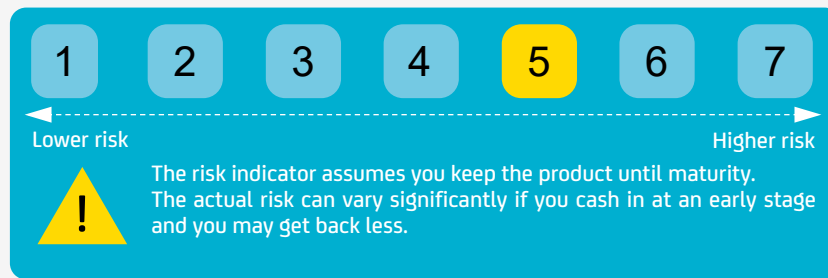 1 2 3 4 5 6 7
Lower risk Higher risk
!
The risk indicator assumes you keep the product until maturity.
The actual risk can vary significantly if you cash in at an early stage
and you may get back less.